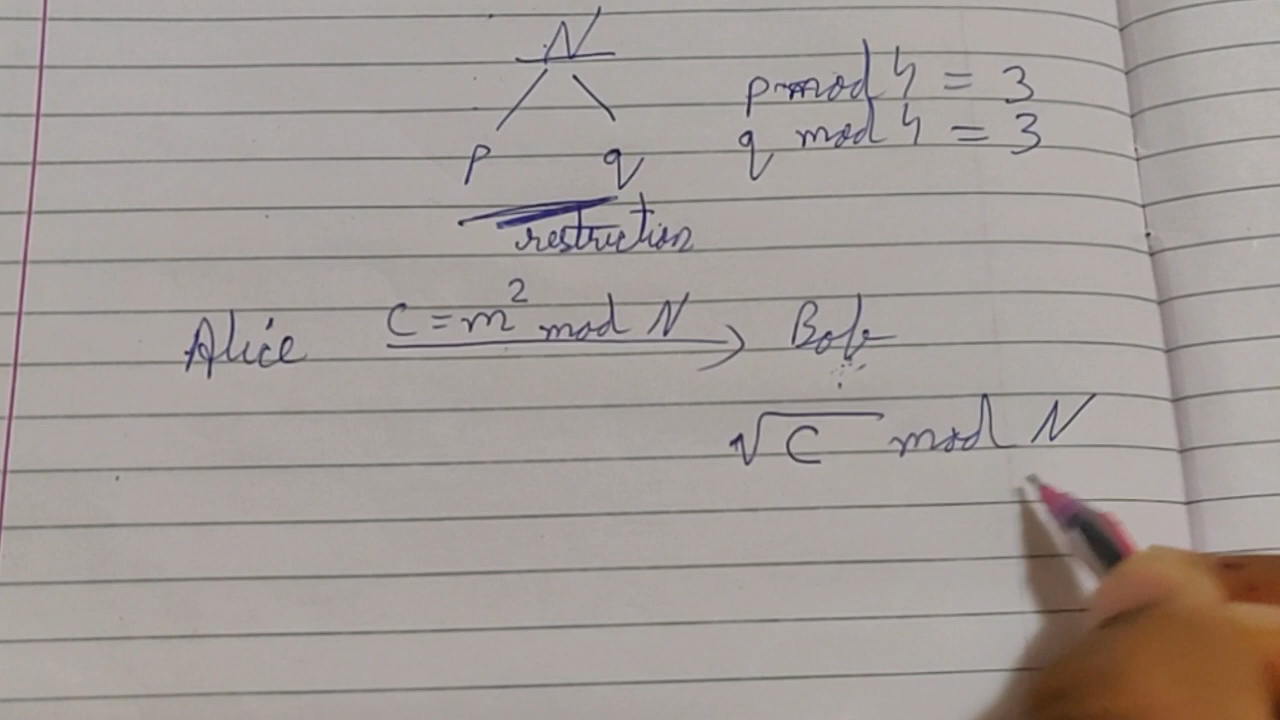 N
p mod 4 = 3
q mod 4 = 3
p q
restriction
Alice C = m² mod N Bob
√C mod N